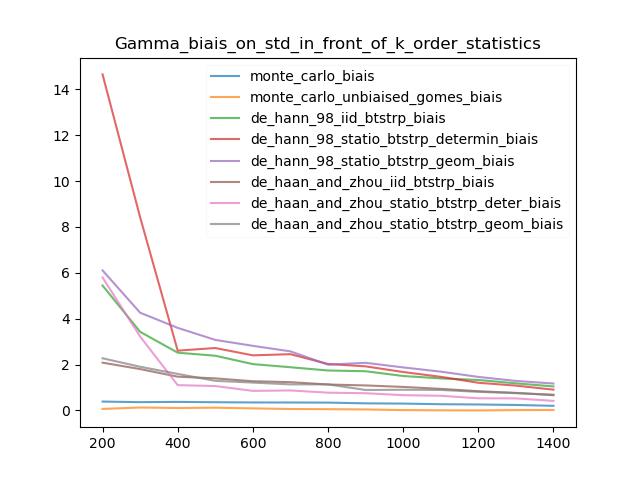 Gamma_biais_on_std_in_front_of_k_order_statistics
monte_carlo_biais
monte_carlo_unbiaised_gomes_biais
de_hann_98_iid_btstrp_biais
de_hann_98_statio_btstrp_determin_biais
de_hann_98_statio_btstrp_geom_biais
de_haan_and_zhou_iid_btstrp_biais
de_haan_and_zhou_statio_btstrp_deter_biais
de_haan_and_zhou_statio_btstrp_geom_biais
14
12
10
8
6
4
2
0
200 400 600 800 1000 1200 1400